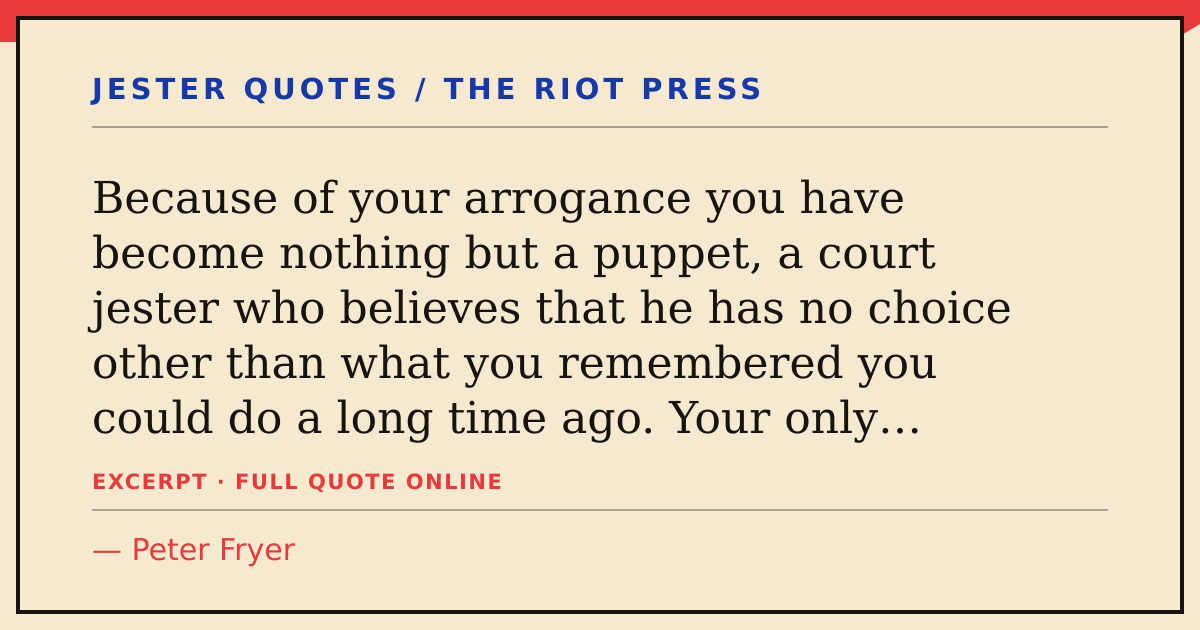 JESTER QUOTES / THE RIOT PRESS
Because of your arrogance you have
become nothing but a puppet, a court
jester who believes that he has no choice
other than what you remembered you
could do a long time ago. Your only…
EXCERPT · FULL QUOTE ONLINE
— Peter Fryer